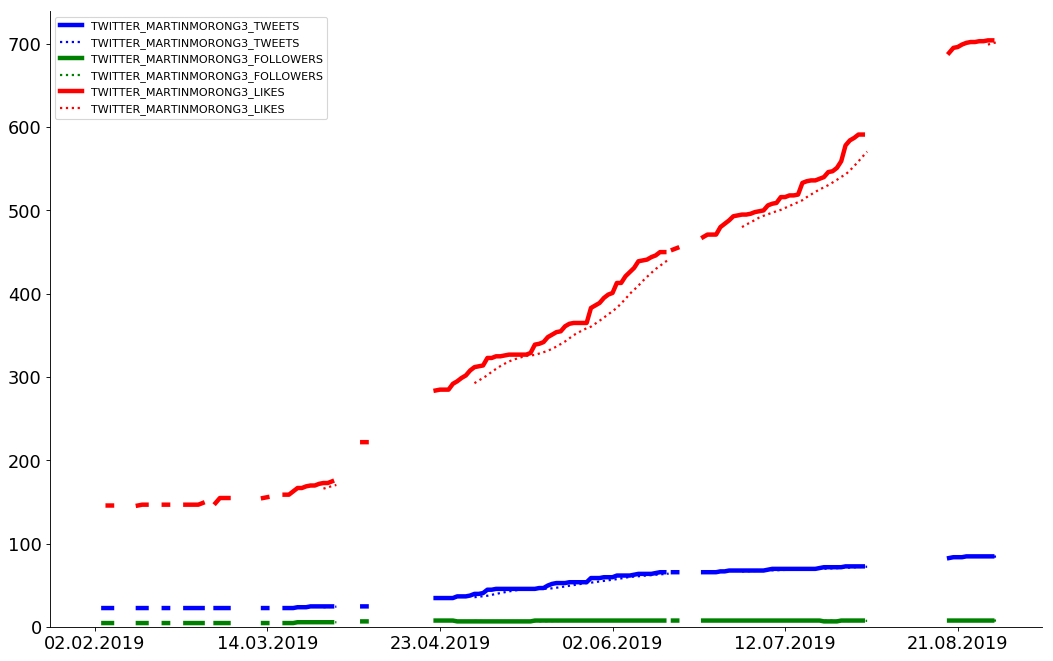 TWITTER_MARTINMORONG3_TWEETS
TWITTER_MARTINMORONG3_TWEETS
TWITTER_MARTINMORONG3_FOLLOWERS
TWITTER_MARTINMORONG3_FOLLOWERS
TWITTER_MARTINMORONG3_LIKES
TWITTER_MARTINMORONG3_LIKES
700
600
500
400
300
200
100
0
02.02.2019 14.03.2019 23.04.2019 02.06.2019 12.07.2019 21.08.2019